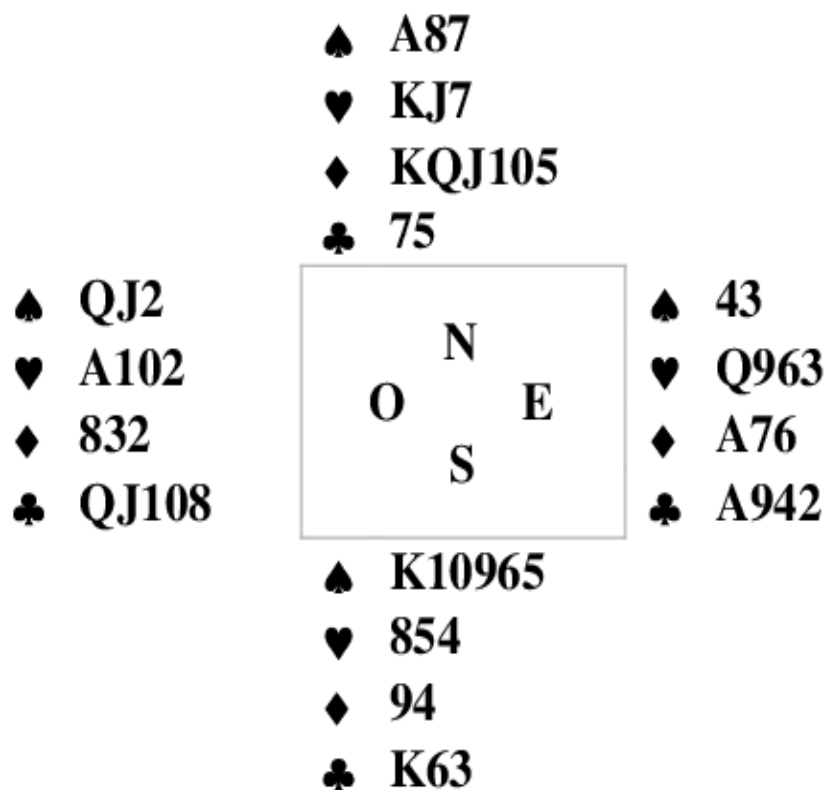 ♠ A87
♥ KJ7
♦ KQJ105
♣ 75
♠ QJ2
♥ A102
♦ 832
♣ QJ108
N
O E
S
♠ 43
♥ Q963
♦ A76
♣ A942
♠ K10965
♥ 854
♦ 94
♣ K63